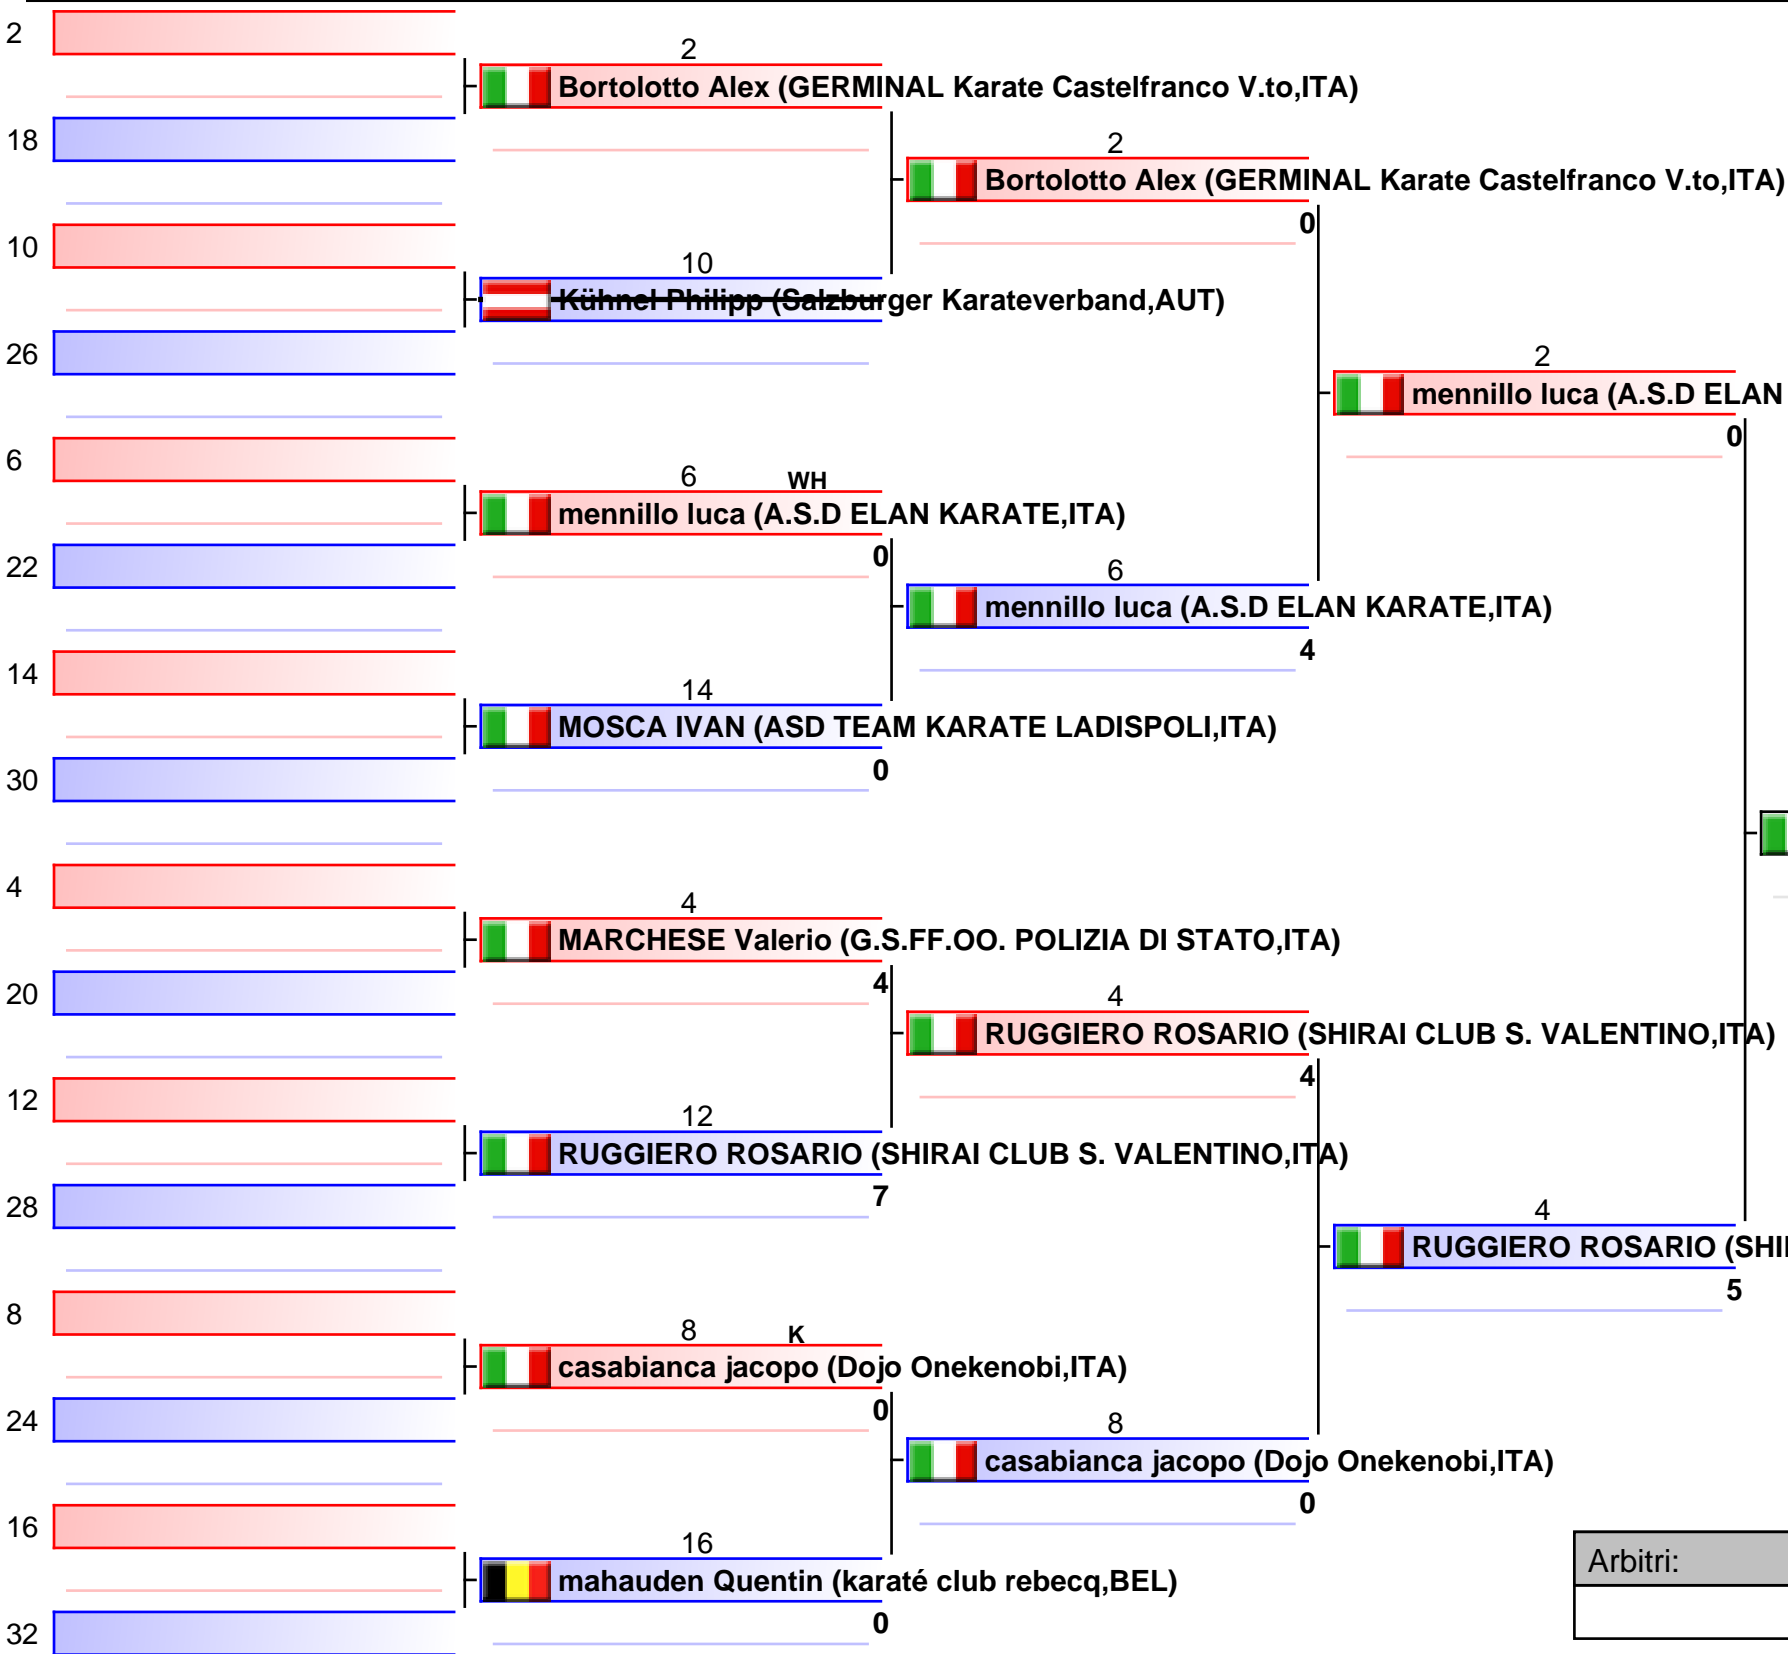 2
2
Bortolotto Alex (GERMINAL Karate Castelfranco V.to,ITA)
18
2
Bortolotto Alex (GERMINAL Karate Castelfranco V.to,ITA)
0
10
10
Kühnel Philipp (Salzburger Karateverband,AUT)
26
2
mennillo luca (A.S.D ELAN
0
6
6 WH
mennillo luca (A.S.D ELAN KARATE,ITA)
0
22
6
mennillo luca (A.S.D ELAN KARATE,ITA)
4
14
14
MOSCA IVAN (ASD TEAM KARATE LADISPOLI,ITA)
0
30
4
4
MARCHESE Valerio (G.S.FF.OO. POLIZIA DI STATO,ITA)
4
20
4
RUGGIERO ROSARIO (SHIRAI CLUB S. VALENTINO,ITA)
4
12
12
RUGGIERO ROSARIO (SHIRAI CLUB S. VALENTINO,ITA)
7
28
4
RUGGIERO ROSARIO (SHI
5
8
8 K
casabianca jacopo (Dojo Onekenobi,ITA)
0
24
8
casabianca jacopo (Dojo Onekenobi,ITA)
0
16
16
mahauden Quentin (karaté club rebecq,BEL)
0
32
Arbitri: